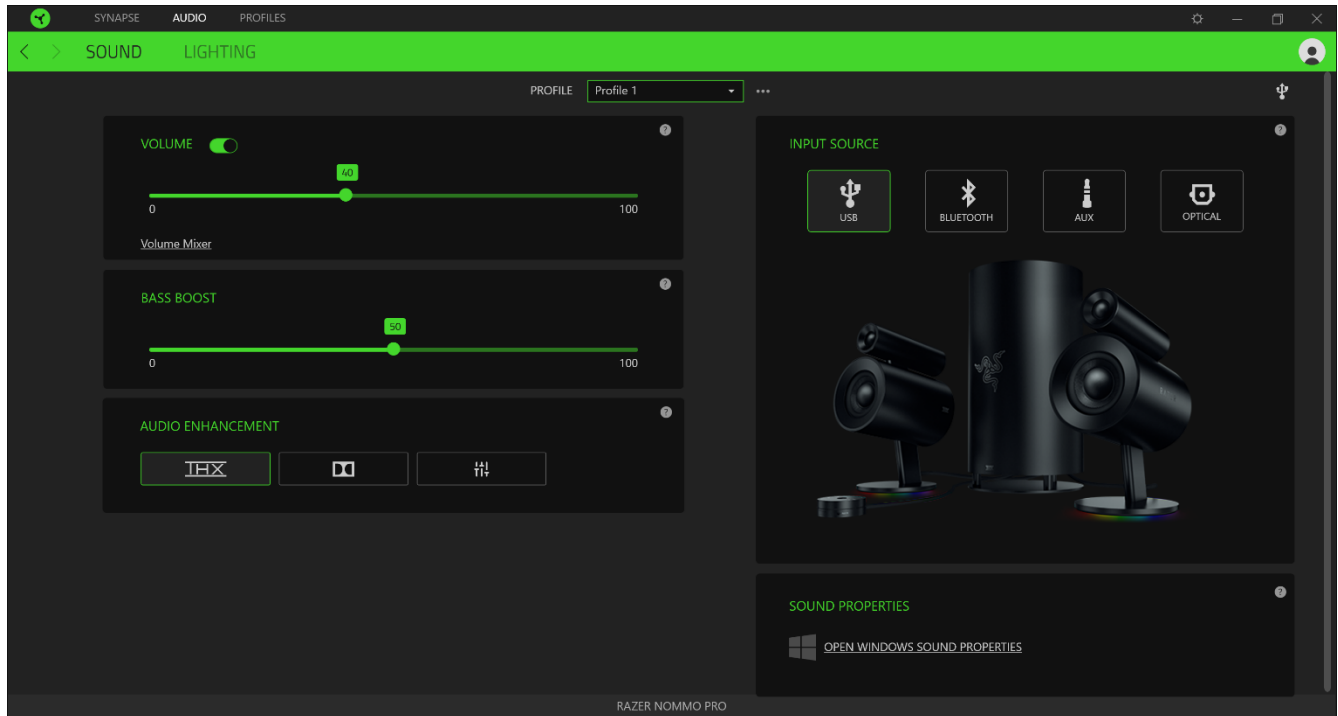 SYNAPSE AUDIO PROFILES
SOUND LIGHTING
PROFILE Profile 1
VOLUME
40
0 100
Volume Mixer
BASS BOOST
50
0 100
AUDIO ENHANCEMENT
THX
INPUT SOURCE
USB BLUETOOTH AUX OPTICAL
SOUND PROPERTIES
OPEN WINDOWS SOUND PROPERTIES
RAZER NOMMO PRO